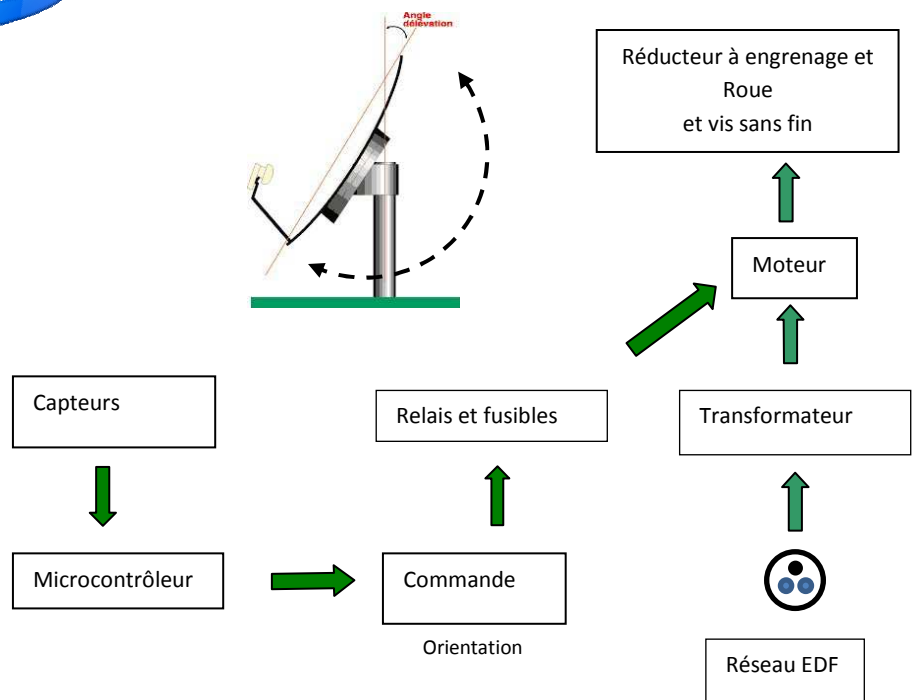 Angle
délévation
Réducteur à engrenage et
Roue
et vis sans fin
Moteur
Capteurs
Relais et fusibles
Transformateur
Microcontrôleur
Commande
Orientation
Réseau EDF